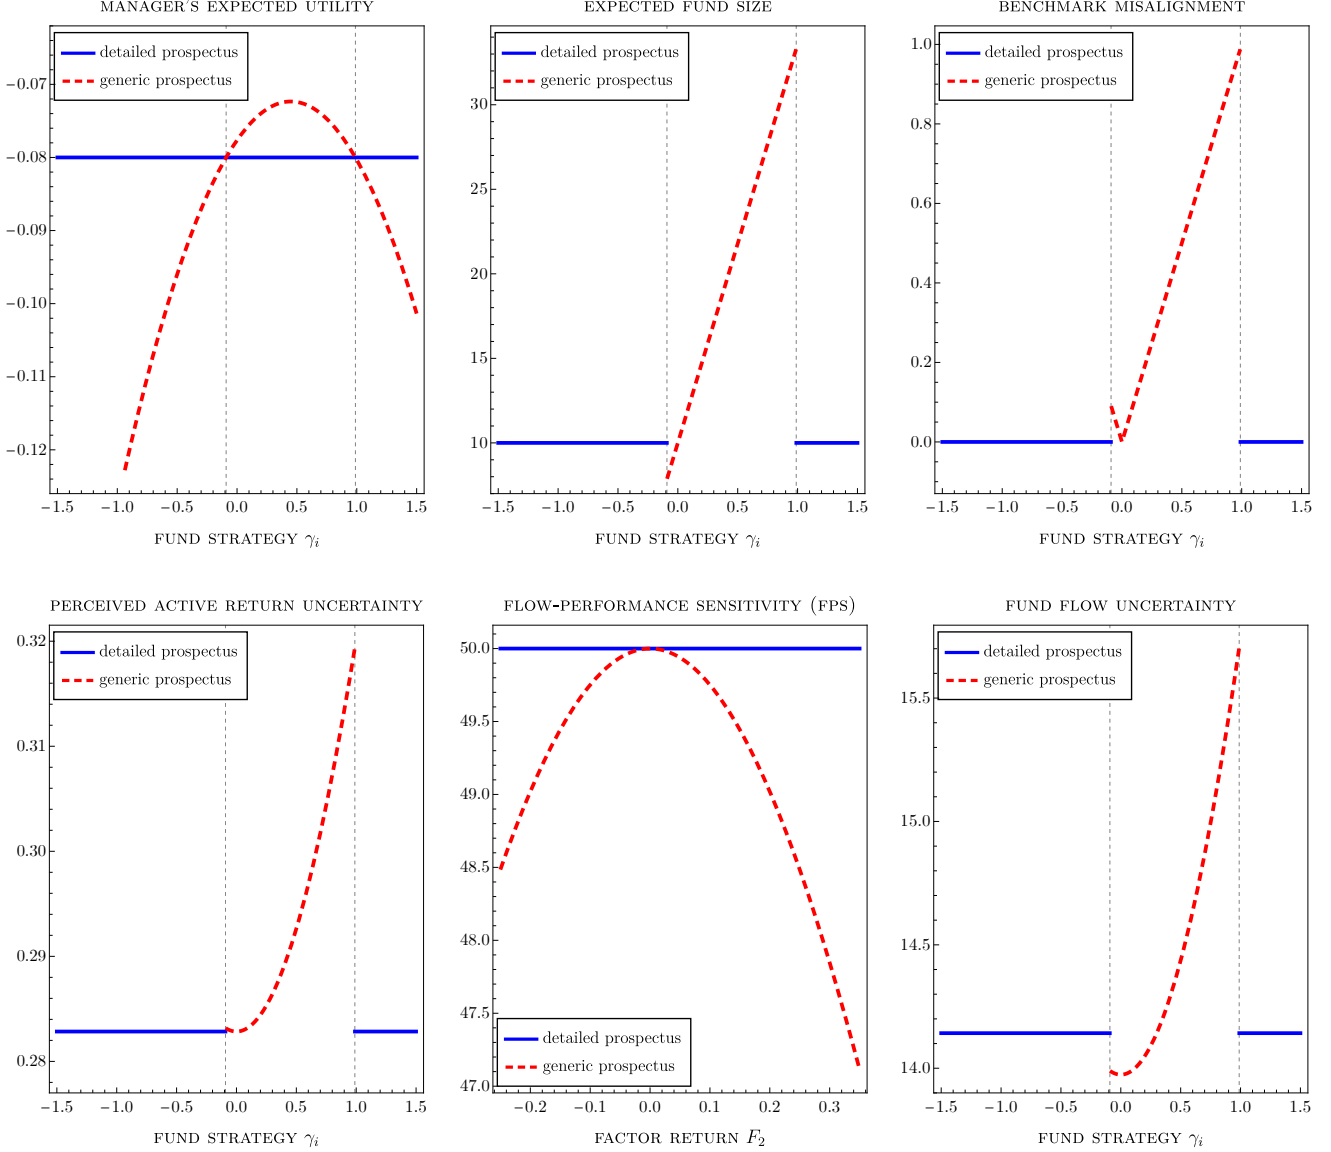 MANAGER'S EXPECTED UTILITY
detailed prospectus
generic prospectus
−0.07
−0.08
−0.09
−0.10
−0.11
−0.12
−1.5 −1.0 −0.5 0.0 0.5 1.0 1.5
FUND STRATEGY γi
EXPECTED FUND SIZE
detailed prospectus
generic prospectus
30
25
20
15
10
−1.5 −1.0 −0.5 0.0 0.5 1.0 1.5
FUND STRATEGY γi
BENCHMARK MISALIGNMENT
detailed prospectus
generic prospectus
1.0
0.8
0.6
0.4
0.2
0.0
−1.5 −1.0 −0.5 0.0 0.5 1.0 1.5
FUND STRATEGY γi
PERCEIVED ACTIVE RETURN UNCERTAINTY
detailed prospectus
generic prospectus
0.32
0.31
0.30
0.29
0.28
−1.5 −1.0 −0.5 0.0 0.5 1.0 1.5
FUND STRATEGY γi
FLOW-PERFORMANCE SENSITIVITY (FPS)
50.0
49.5
49.0
48.5
48.0
47.5
47.0
detailed prospectus
generic prospectus
−0.2 −0.1 0.0 0.1 0.2 0.3
FACTOR RETURN F2
FUND FLOW UNCERTAINTY
detailed prospectus
generic prospectus
15.5
15.0
14.5
14.0
−1.5 −1.0 −0.5 0.0 0.5 1.0 1.5
FUND STRATEGY γi